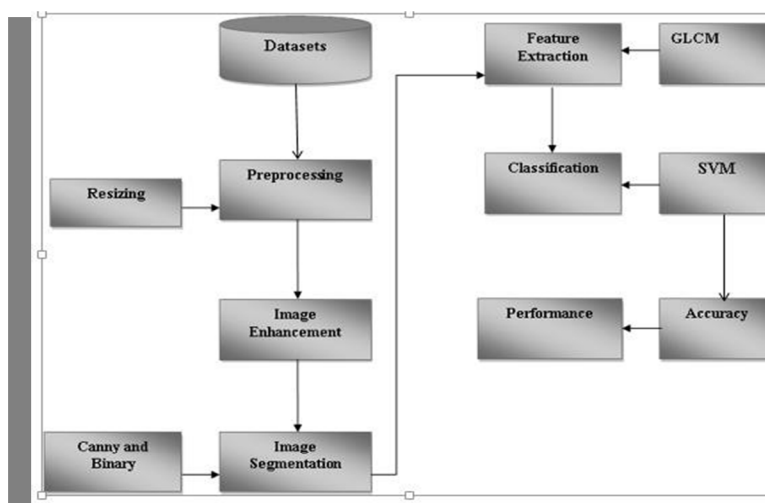 Datasets
Preprocessing
Resizing
Image
Enhancement
Canny and
Binary
Image
Segmentation
Feature
Extraction
GLCM
Classification
SVM
Performance
Accuracy